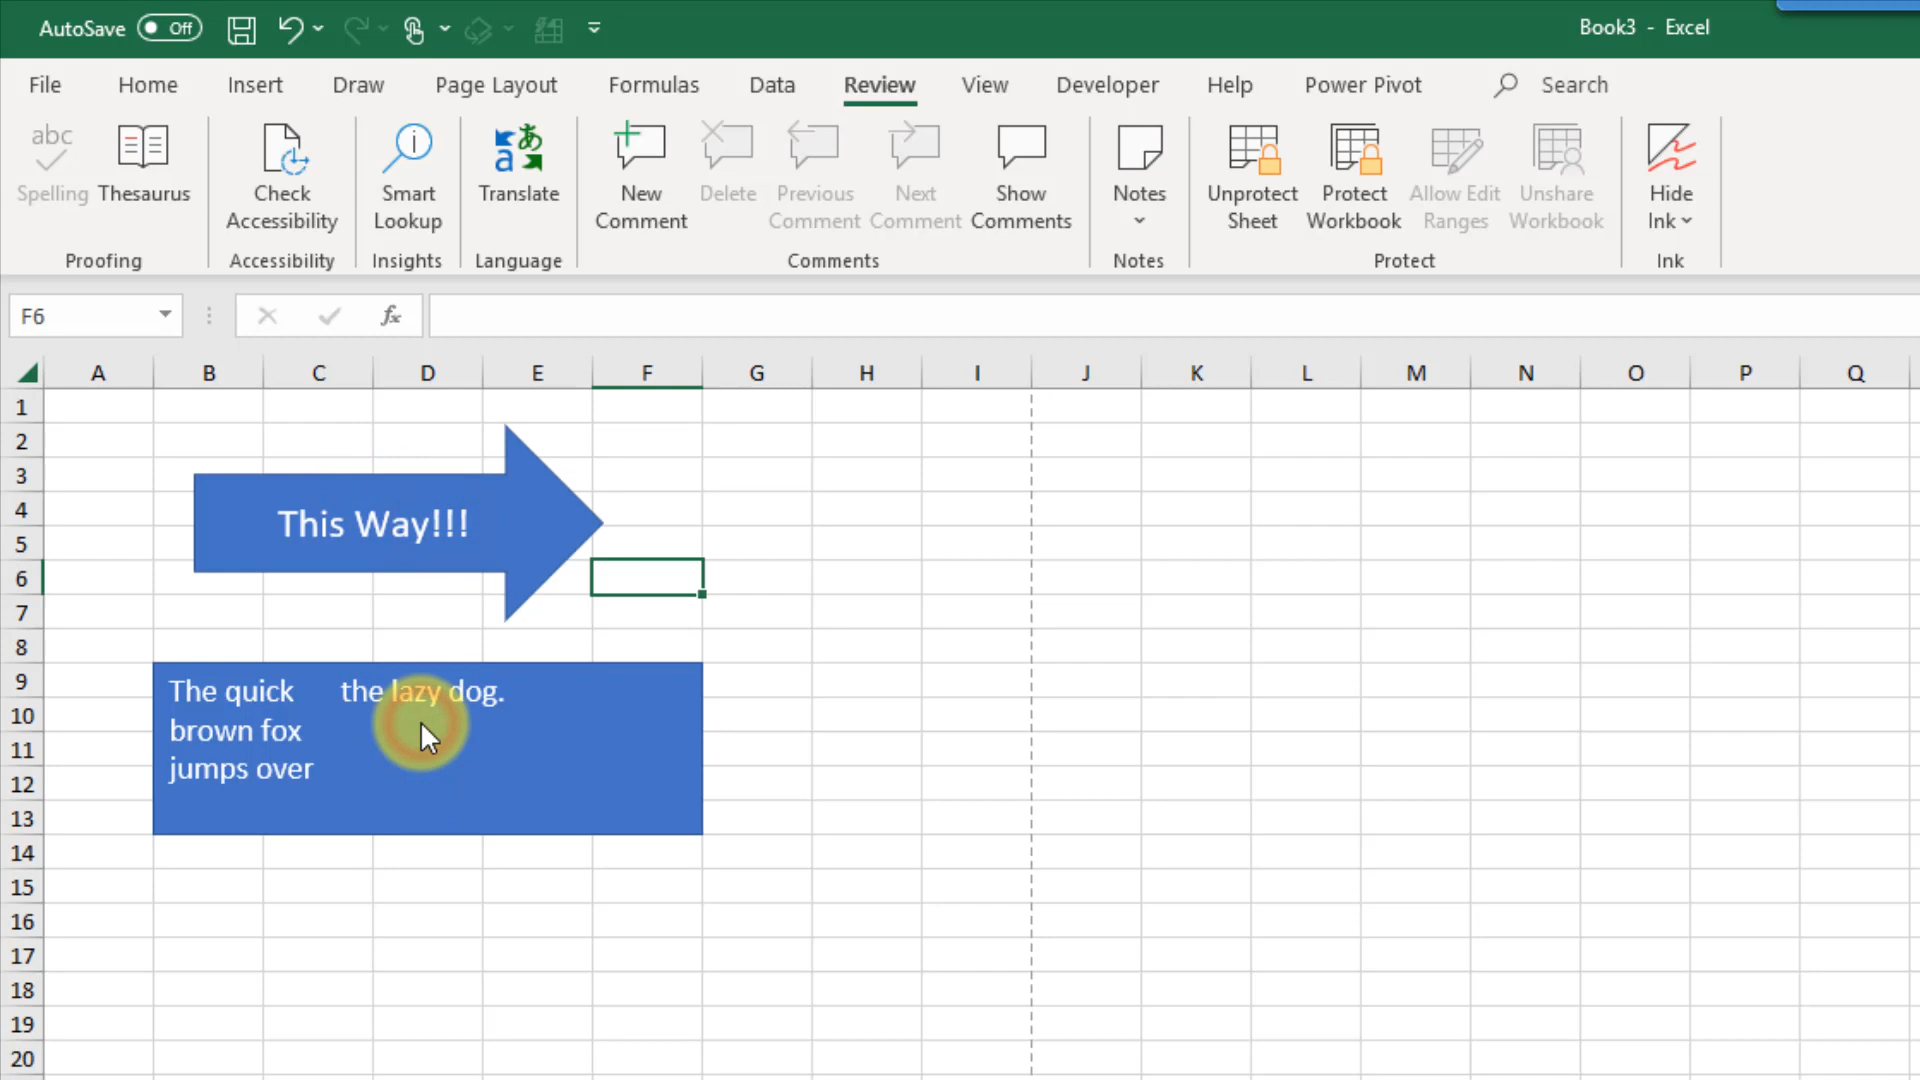 AutoSave Off
Book3 - Excel
File Home Insert Draw Page Layout Formulas Data Review View Developer Help Power Pivot Search
abc
Spelling
Thesaurus
Check
Accessibility
Smart
Lookup
a あ
Translate
New
Comment
Delete
Previous
Comment
Next
Comment
Show
Comments
Notes
Unprotect
Sheet
Protect
Workbook
Allow Edit
Ranges
Unshare
Workbook
Hide
Ink
Proofing Accessibility Insights Language Comments Notes Protect Ink
F6
fx
A B C D E F G H I J K L M N O P Q
1
2
3
4
5
6
7
8
9
10
11
12
13
14
15
16
17
18
19
20
This Way!!!
The quick
brown fox
jumps over
the lazy dog.